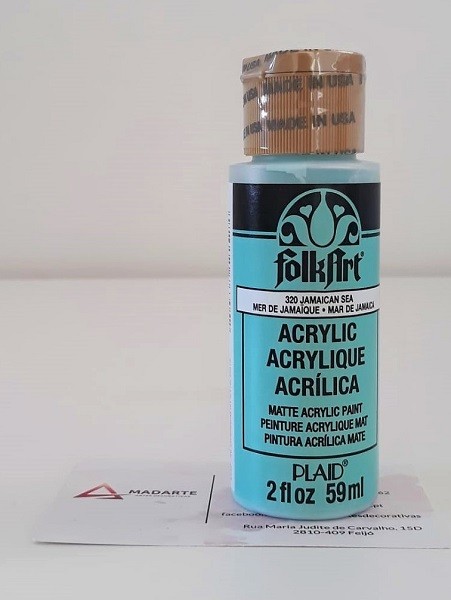 MADE IN USA
MADE IN USA
folkArt®
320 JAMAICAN SEA
MER DE JAMAÏQUE • MAR DE JAMAICA
ACRYLIC
ACRYLIQUE
ACRÍLICA
MATTE ACRYLIC PAINT
PEINTURE ACRYLIQUE MAT
PINTURA ACRÍLICA MATE
PLAID®
2 fl oz 59 ml
MADARTE
Rua Maria Judite de Carvalho, 15D
2810-409 Feijó